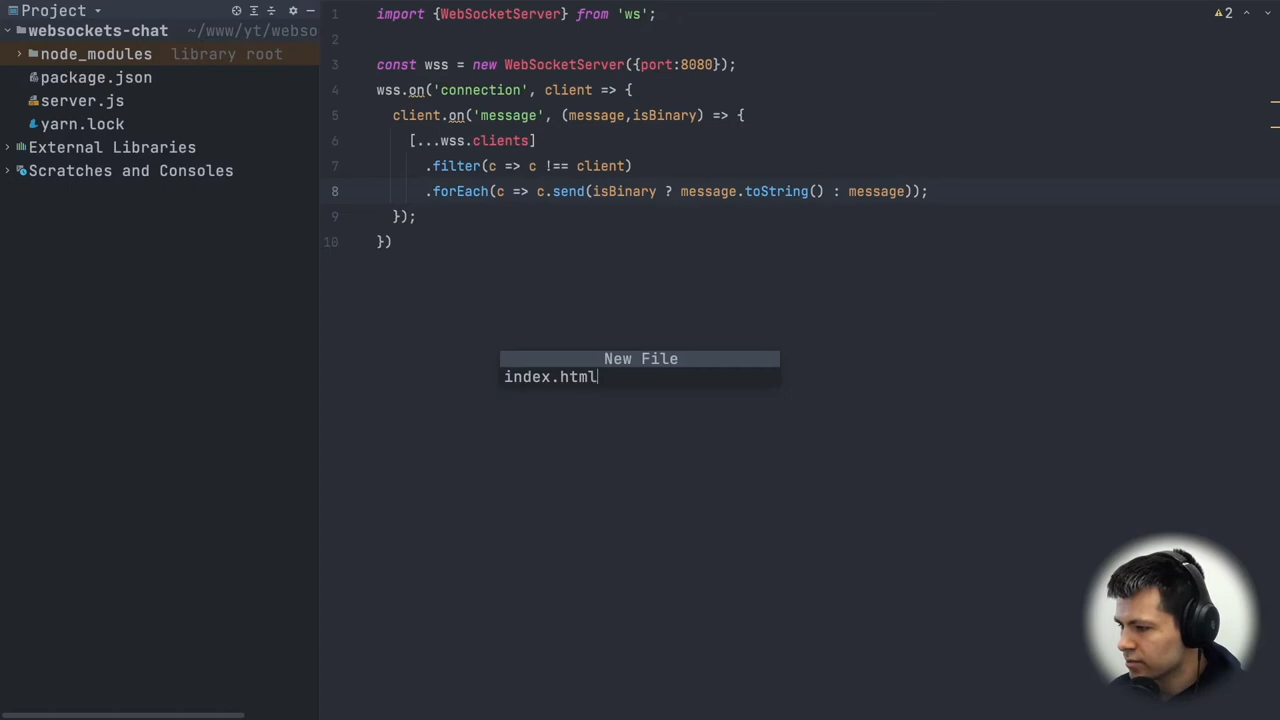 Project
websockets-chat ~/www/yt/webso
node_modules library root
package.json
server.js
yarn.lock
External Libraries
Scratches and Consoles
1 import {WebSocketServer} from 'ws';
2
3 const wss = new WebSocketServer({port:8080});
4 wss.on('connection', client => {
5 client.on('message', (message,isBinary) => {
6 [...wss.clients]
7 .filter(c => c !== client)
8 .forEach(c => c.send(isBinary ? message.toString() : message));
9 });
10 })
2
New File
index.html